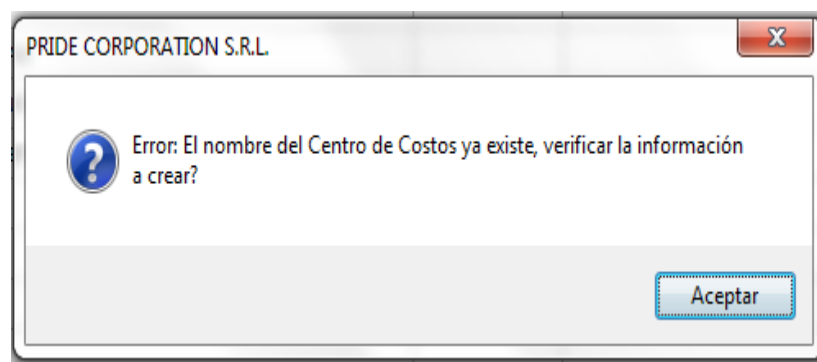 PRIDE CORPORATION S.R.L.
Error: El nombre del Centro de Costos ya existe, verificar la información
a crear?
Aceptar